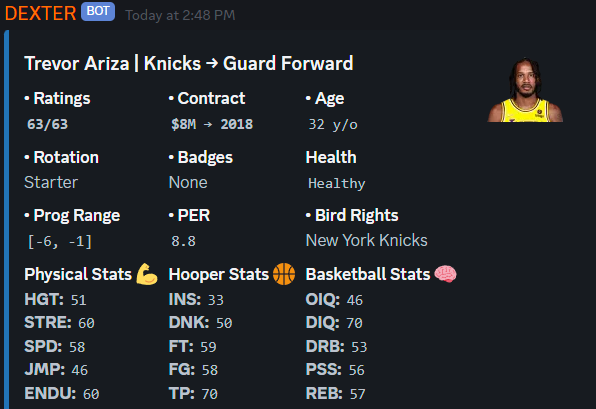 DEXTER BOT Today at 2:48 PM
Trevor Ariza | Knicks → Guard Forward
• Ratings • Contract • Age
63/63 $8M → 2018 32 y/o
• Rotation • Badges Health
Starter None Healthy
• Prog Range • PER • Bird Rights
[-6, -1] 8.8 New York Knicks
Physical Stats 💪 Hooper Stats 🏀 Basketball Stats 🧠
HGT: 51 INS: 33 OIQ: 46
STRE: 60 DNK: 50 DIQ: 70
SPD: 58 FT: 59 DRB: 53
JMP: 46 FG: 58 PSS: 56
ENDU: 60 TP: 70 REB: 57